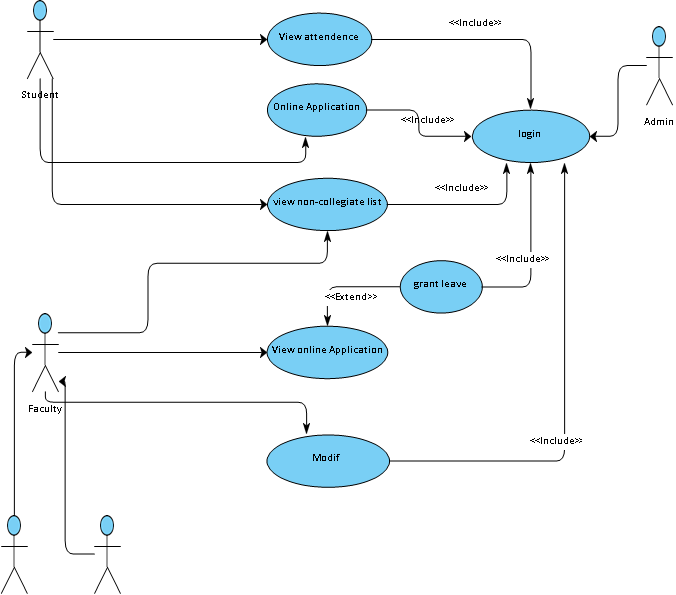 <<Include>>
View attendence
Student
Online Application
<<Include>>
login
Admin
<<Include>>
view non-collegiate list
<<Include>>
grant leave
<<Extend>>
View online Application
Faculty
<<Include>>
Modif